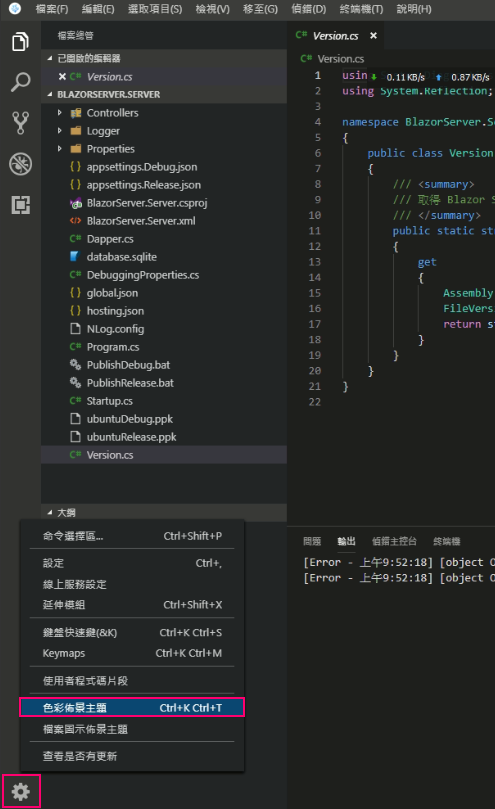 檔案(F) 編輯(E) 選取項目(S) 檢視(V) 移至(G) 偵錯(D) 終端機(T) 說明(H)
檔案總管
已開啟的編輯器
C# Version.cs
BLAZORSERVER.SERVER
Controllers
Logger
Properties
{ } appsettings.Debug.json
{ } appsettings.Release.json
BlazorServer.Server.csproj
BlazorServer.Server.xml
C# Dapper.cs
database.sqlite
C# DebuggingProperties.cs
{ } global.json
{ } hosting.json
NLog.config
C# Program.cs
PublishDebug.bat
PublishRelease.bat
C# Startup.cs
ubuntuDebug.ppk
ubuntuRelease.ppk
C# Version.cs
大綱
命令選擇區... Ctrl+Shift+P
設定 Ctrl+,
線上服務設定
延伸模組 Ctrl+Shift+X
鍵盤快速鍵(&K) Ctrl+K Ctrl+S
Keymaps Ctrl+K Ctrl+M
使用者程式碼片段
色彩佈景主題 Ctrl+K Ctrl+T
檔案圖示佈景主題
查看是否有更新
C# Version.cs
C# Version.cs
1 usin 0.11 KB/s 0.87 KB/s
2 using System.Reflection;
3
4 namespace BlazorServer.Se
5 {
6 public class Version
7 {
8 /// <summary>
9 /// 取得 Blazor S
10 /// </summary>
11 public static str
12 {
13 get
14 {
15 Assembly
16 FileVers
17 return st
18 }
19 }
20 }
21 }
22
問題 輸出 偵錯主控台 終端機
[Error - 上午9:52:18] [object O
[Error - 上午9:52:18] [object O